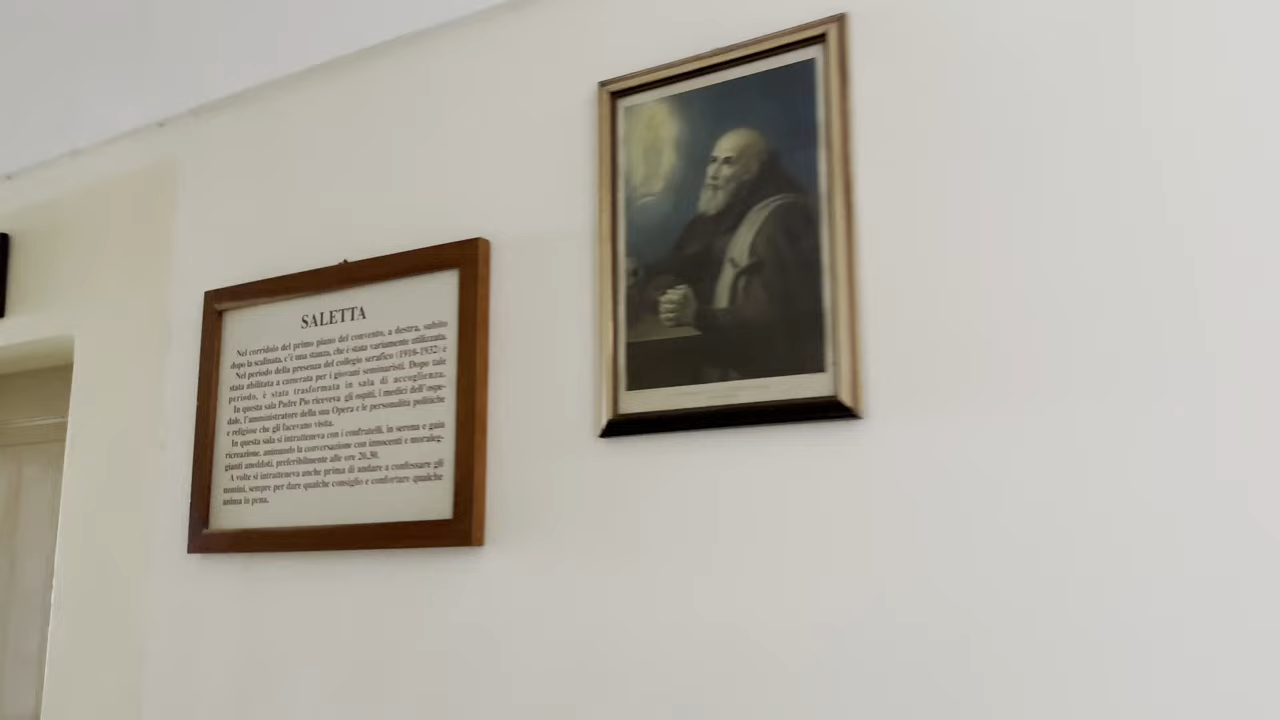 SALETTA
Nel corridoio del primo piano del convento, a destra, subito
dopo la scalinata, c'è una stanza, che è stata variamente utilizzata.
Nel periodo della presenza del collegio serafico (1918-1932) è
stata abilitata a camerata per i giovani seminaristi. Dopo tale
periodo, è stata trasformata in sala di accoglienza.
In questa sala Padre Pio riceveva gli ospiti, i medici dell'ospe-
dale, l'amministratore della sua Opera e le personalità politiche
e religiose che gli facevano visita.
In questa sala si intratteneva con i confratelli, in serena e gaia
ricreazione, animando la conversazione con innocenti e moraleg-
gianti aneddoti, preferibilmente alle ore 20,30.
A volte si intratteneva anche prima di andare a confessare gli
uomini, sempre per dare qualche consiglio e confortare qualche
anima in pena.